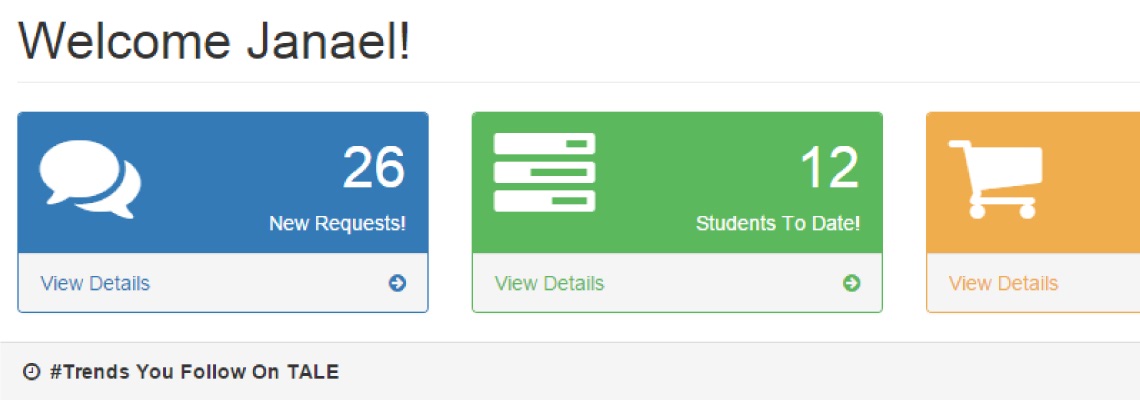 Welcome Janael!
26
New Requests!
View Details
12
Students To Date!
View Details
View Details
#Trends You Follow On TALE